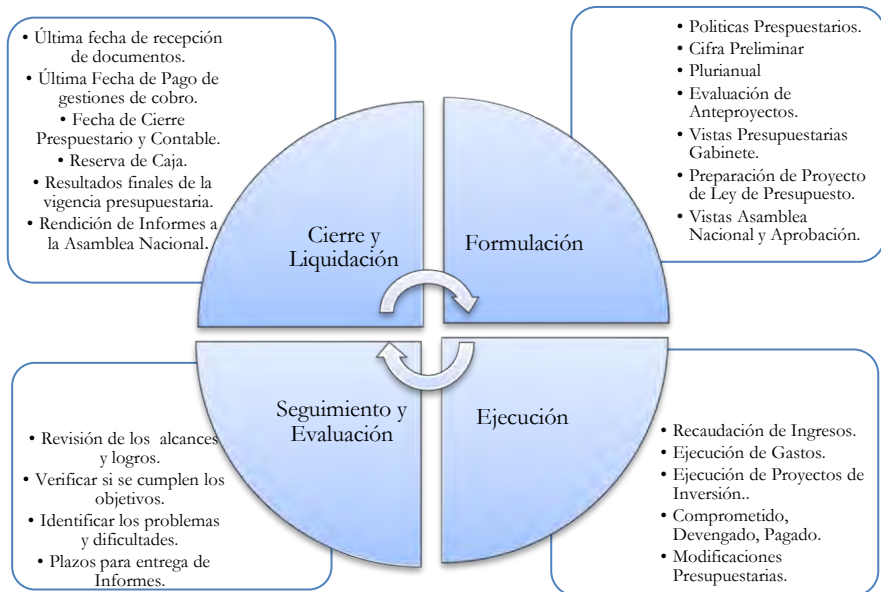 • Última fecha de recepción
de documentos.
• Última Fecha de Pago de
gestiones de cobro.
• Fecha de Cierre
Prespuestario y Contable.
• Reserva de Caja.
• Resultados finales de la
vigencia presupuestaria.
• Rendición de Informes a
la Asamblea Nacional.
• Politicas Prespuestarios.
• Cifra Preliminar
• Plurianual
• Evaluación de
Anteproyectos.
• Vistas Presupuestarias
Gabinete.
• Preparación de Proyecto
de Ley de Presupuesto.
• Vistas Asamblea
Nacional y Aprobación.
Cierre y
Liquidación
Formulación
Seguimiento y
Evaluación
Ejecución
• Revisión de los alcances
y logros.
• Verificar si se cumplen los
objetivos.
• Identificar los problemas
y dificultades.
• Plazos para entrega de
Informes.
• Recaudación de Ingresos.
• Ejecución de Gastos.
• Ejecución de Proyectos de
Inversión..
• Comprometido,
Devengado, Pagado.
• Modificaciones
Presupuestarias.